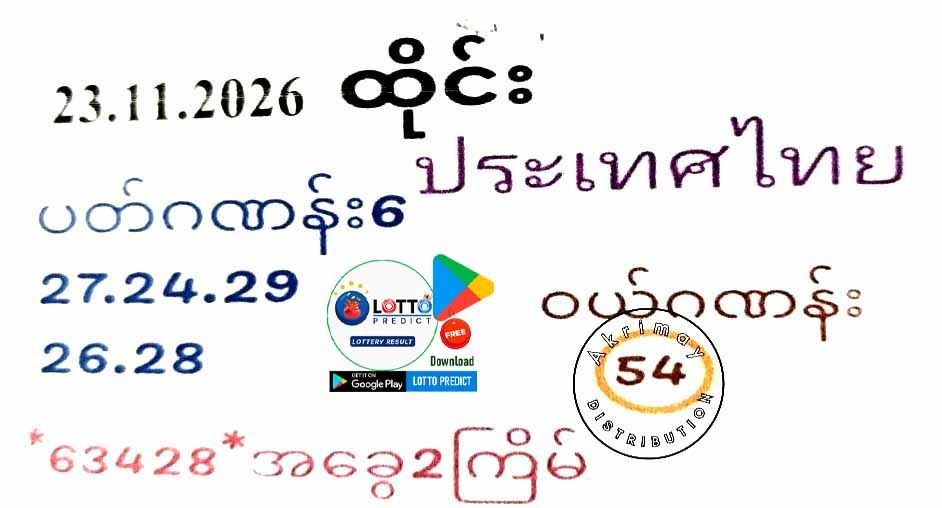 23.11.2026 ထိုင်း
ประเทศไทย
ပတ်ဂဏာန်း6
27.24.29
26.28
LOTTO
PREDICT
LOTTERY RESULT
FREE
Download
GET IT ON
Google Play
LOTTO PREDICT
ဝယ်ဂဏာန်း
Akrimay
54
DISTRIBUTION
*63428*အခွေ2ကြိမ်